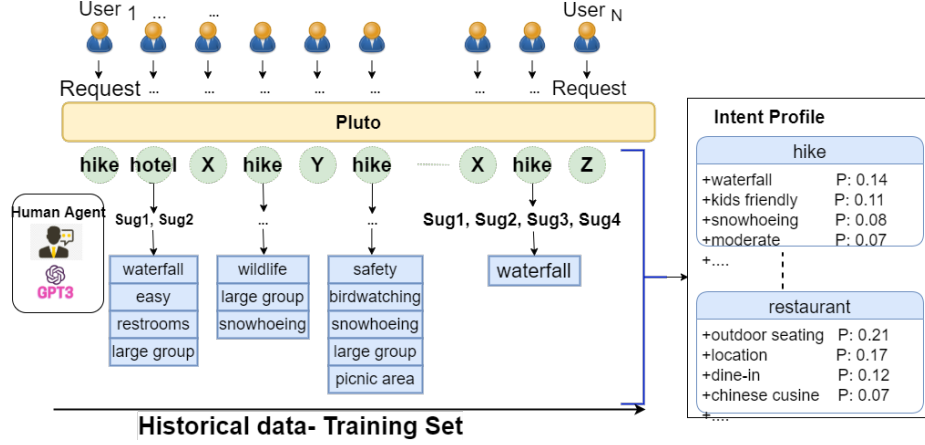 User 1 ... ... User N
Request ... ... ... ... ... ... ... Request
Pluto
hike hotel X hike Y hike X hike Z
Human Agent
GPT3
Sug1, Sug2 ... ... Sug1, Sug2, Sug3, Sug4
waterfall
easy
restrooms
large group
wildlife
large group
snowhoeing
safety
birdwatching
snowhoeing
large group
picnic area
waterfall
Historical data- Training Set
Intent Profile
hike
+waterfall P: 0.14
+kids friendly P: 0.11
+snowhoeing P: 0.08
+moderate P: 0.07
+....
restaurant
+outdoor seating P: 0.21
+location P: 0.17
+dine-in P: 0.12
+chinese cusine P: 0.07
+....